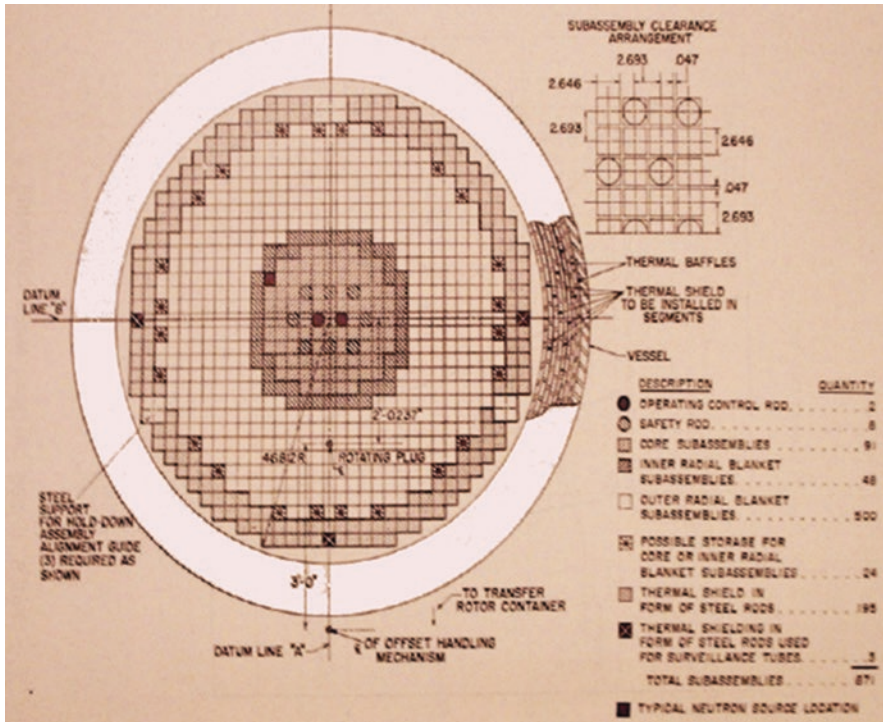 SUBASSEMBLY CLEARANCE
ARRANGEMENT
2.693 .047
2.646
2.693
2.646
.047
2.693
DATUM
LINE "B"
THERMAL BAFFLES
THERMAL SHIELD
TO BE INSTALLED IN
SEGMENTS
VESSEL
2'-0.237"
46.812 R
ROTATING PLUG
STEEL
SUPPORT
FOR HOLD-DOWN
ASSEMBLY
ALIGNMENT GUIDE
(3) REQUIRED AS
SHOWN
3'-0"
TO TRANSFER
ROTOR CONTAINER
DATUM LINE "A"
℄ OF OFFSET HANDLING
MECHANISM
DESCRIPTION QUANTITY
OPERATING CONTROL ROD 2
SAFETY ROD 8
CORE SUBASSEMBLIES 91
INNER RADIAL BLANKET
SUBASSEMBLIES 48
OUTER RADIAL BLANKET
SUBASSEMBLIES 500
POSSIBLE STORAGE FOR
CORE OR INNER RADIAL
BLANKET SUBASSEMBLIES 24
THERMAL SHIELD IN
FORM OF STEEL RODS 195
THERMAL SHIELDING IN
FORM OF STEEL RODS USED
FOR SURVEILLANCE TUBES 3
TOTAL SUBASSEMBLIES 871
TYPICAL NEUTRON SOURCE LOCATION